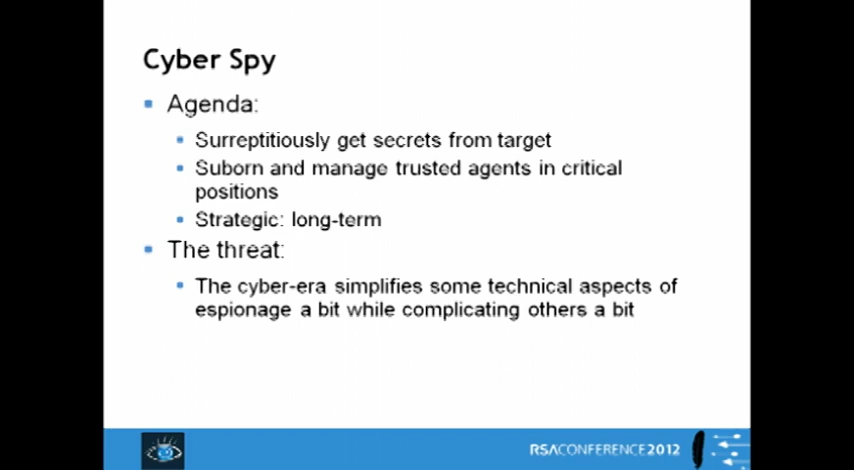 Cyber Spy
Agenda:
Surreptitiously get secrets from target
Suborn and manage trusted agents in critical
positions
Strategic: long-term
The threat:
The cyber-era simplifies some technical aspects of
espionage a bit while complicating others a bit
RSACONFERENCE2012